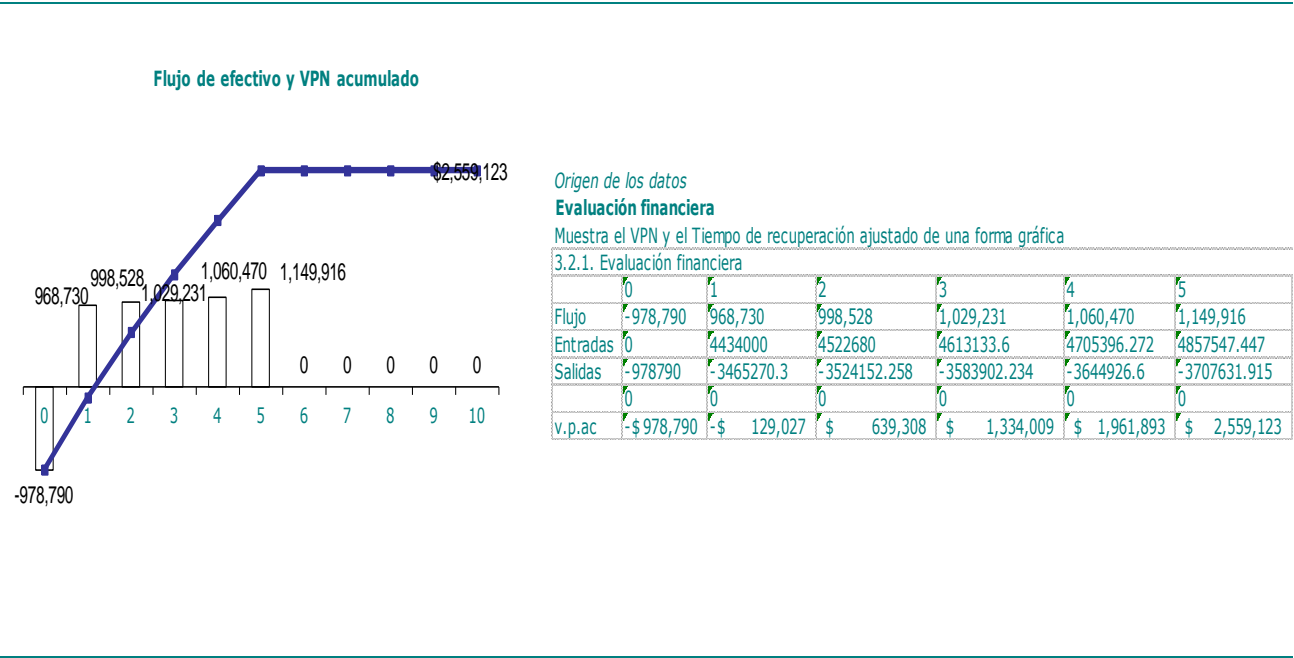 Flujo de efectivo y VPN acumulado
$2,559,123
968,730 998,528 1,029,231 1,060,470 1,149,916
0 0 0 0 0
0 1 2 3 4 5 6 7 8 9 10
-978,790
Origen de los datos
Evaluación financiera
Muestra el VPN y el Tiempo de recuperación ajustado de una forma gráfica
3.2.1. Evaluación financiera
0 1 2 3 4 5
Flujo -978,790 968,730 998,528 1,029,231 1,060,470 1,149,916
Entradas 0 4434000 4522680 4613133.6 4705396.272 4857547.447
Salidas -978790 -3465270.3 -3524152.258 -3583902.234 -3644926.6 -3707631.915
0 0 0 0 0 0
v.p.ac -$ 978,790 -$ 129,027 $ 639,308 $ 1,334,009 $ 1,961,893 $ 2,559,123